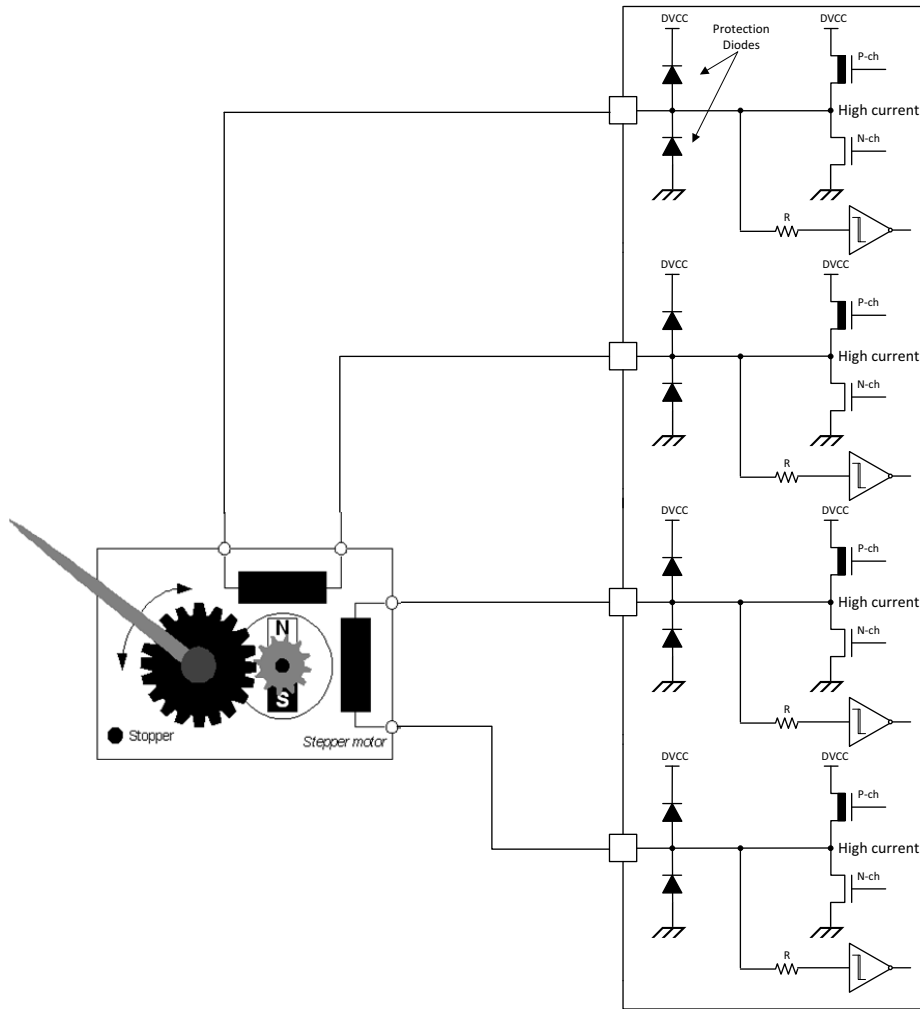 DVCC
DVCC
Protection
Diodes
P-ch
High current
N-ch
R
DVCC
DVCC
P-ch
High current
N-ch
R
DVCC
DVCC
P-ch
High current
N-ch
R
N
S
Stopper
Stepper motor
DVCC
DVCC
P-ch
High current
N-ch
R